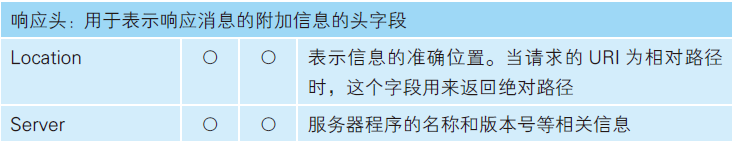 响应头：用于表示响应消息的附加信息的头字段
Location ○ ○ 表示信息的准确位置。当请求的 URI 为相对路径
时，这个字段用来返回绝对路径
Server ○ ○ 服务器程序的名称和版本号等相关信息